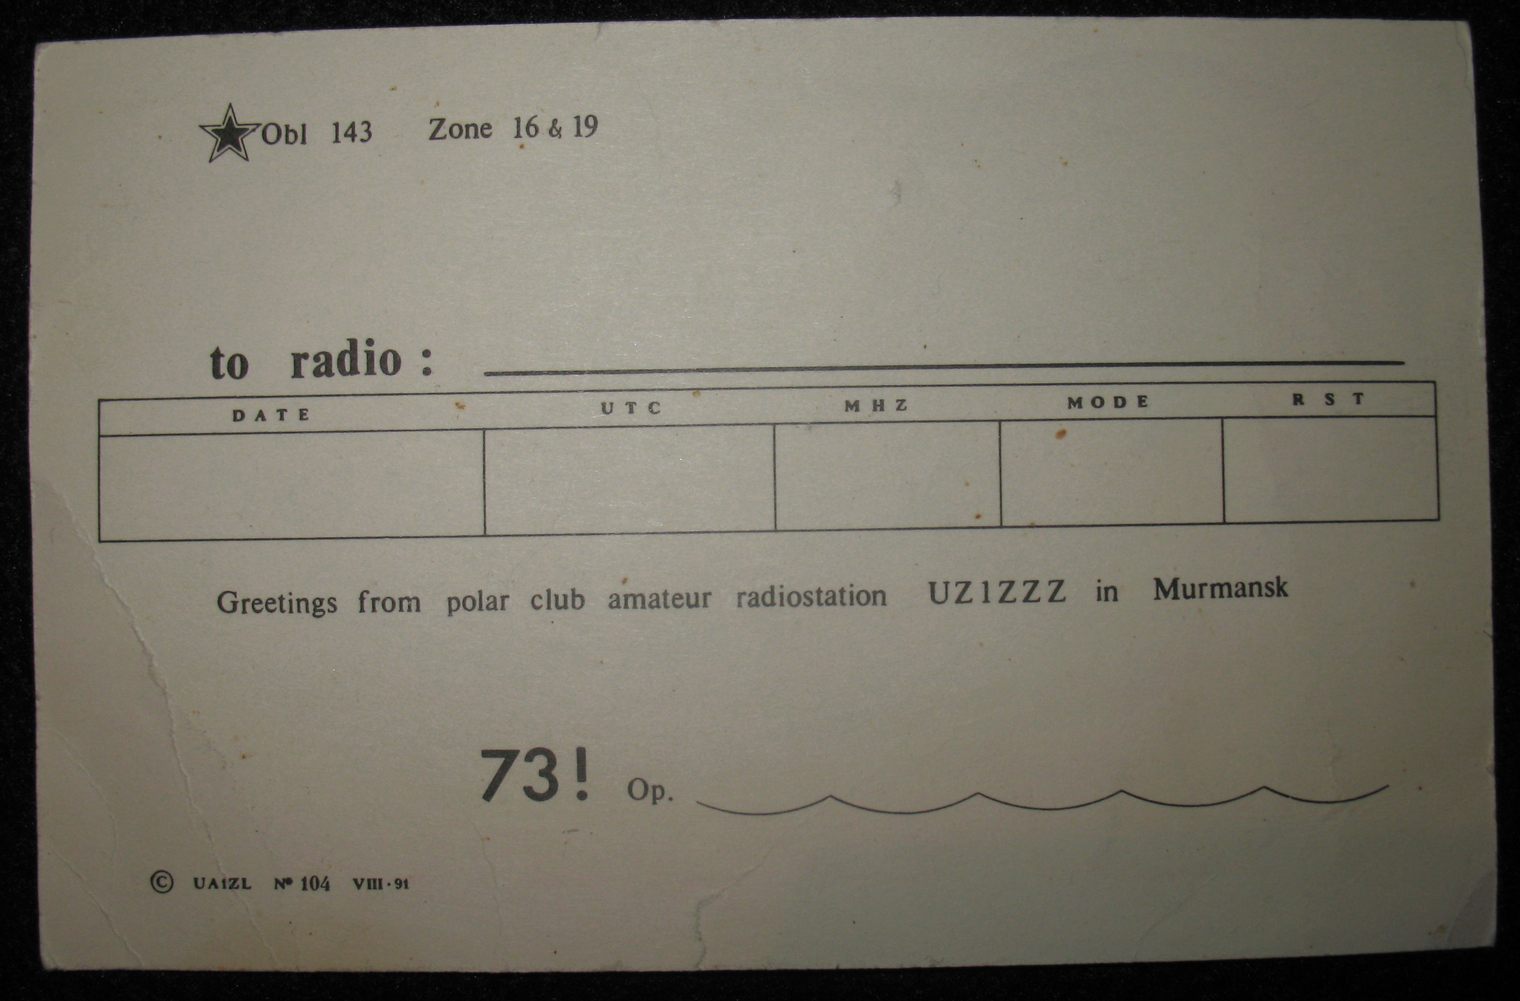 Obl 143 Zone 16 & 19
to radio :
DATE UTC MHZ MODE RST
Greetings from polar club amateur radiostation UZ1ZZZ in Murmansk
73! Op.
© UA1ZL № 104 VIII·91